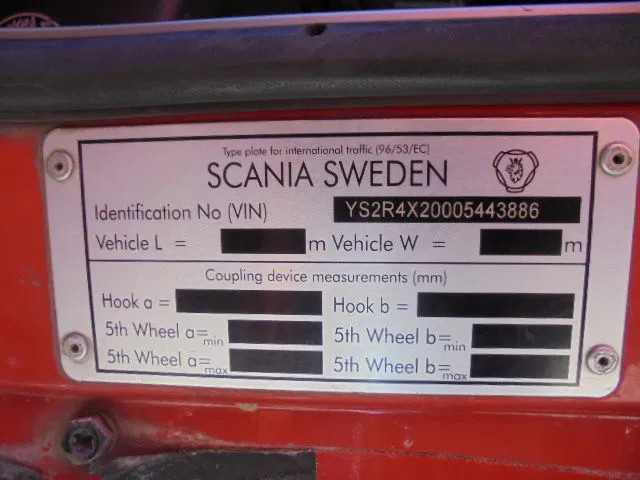 Type plate for international traffic (96/53/EC)
SCANIA SWEDEN
Identification No (VIN) YS2R4X20005443886
Vehicle L = m Vehicle W = m
Coupling device measurements (mm)
Hook a = Hook b =
5th Wheel a=min 5th Wheel b=min
5th Wheel a=max 5th Wheel b=max